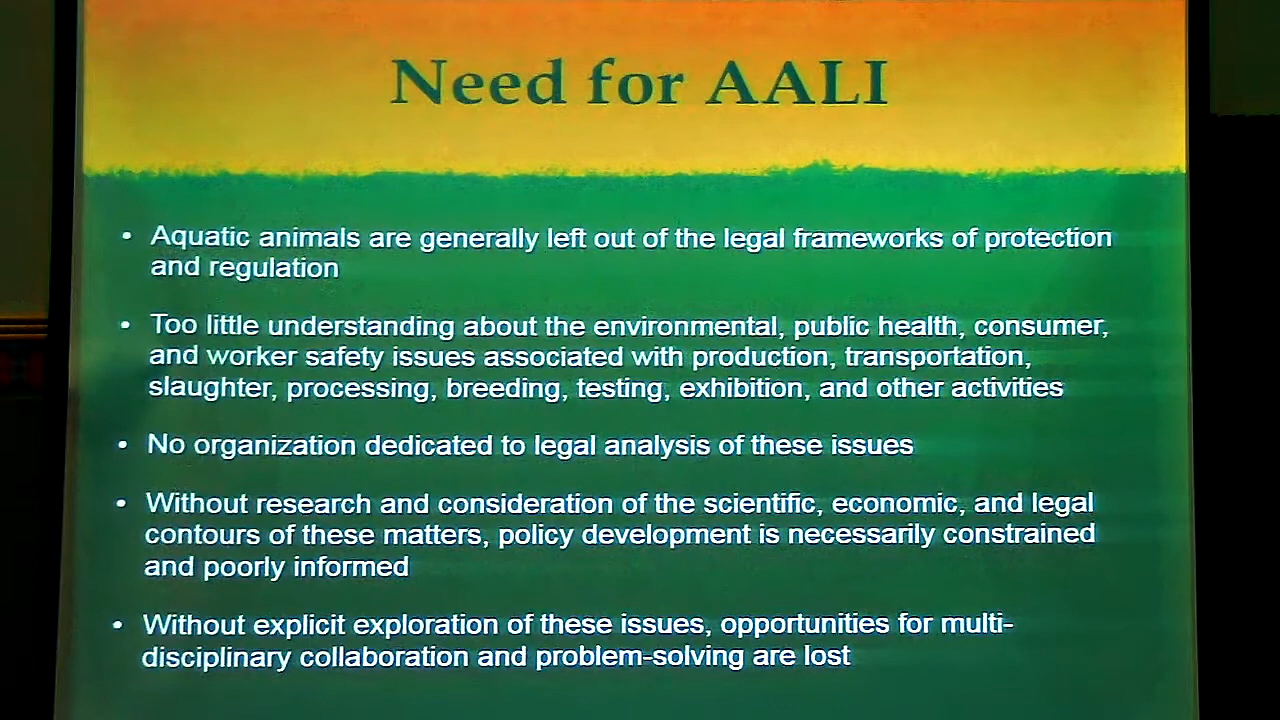 Need for AALI
• Aquatic animals are generally left out of the legal frameworks of protection
and regulation
• Too little understanding about the environmental, public health, consumer,
and worker safety issues associated with production, transportation,
slaughter, processing, breeding, testing, exhibition, and other activities
• No organization dedicated to legal analysis of these issues
• Without research and consideration of the scientific, economic, and legal
contours of these matters, policy development is necessarily constrained
and poorly informed
• Without explicit exploration of these issues, opportunities for multi-
disciplinary collaboration and problem-solving are lost